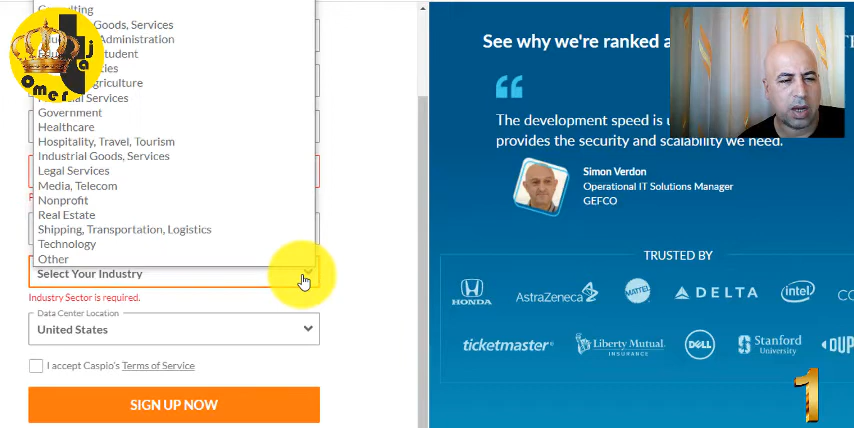 Consulting
Goods, Services
Administration
Student
Agriculture
Services
Government
Healthcare
Hospitality, Travel, Tourism
Industrial Goods, Services
Legal Services
Media, Telecom
Nonprofit
Real Estate
Shipping, Transportation, Logistics
Technology
Other
Select Your Industry
Industry Sector is required.
Data Center Location
United States
I accept Caspio's Terms of Service
SIGN UP NOW
Omer
ja
See why we're ranked a
The development speed is
provides the security and scalability we need.
Simon Verdon
Operational IT Solutions Manager
GEFCO
TRUSTED BY
HONDA
AstraZeneca
MATTEL
DELTA
intel
CO
ticketmaster
Liberty Mutual
INSURANCE
DELL
Stanford
University
DUP
1